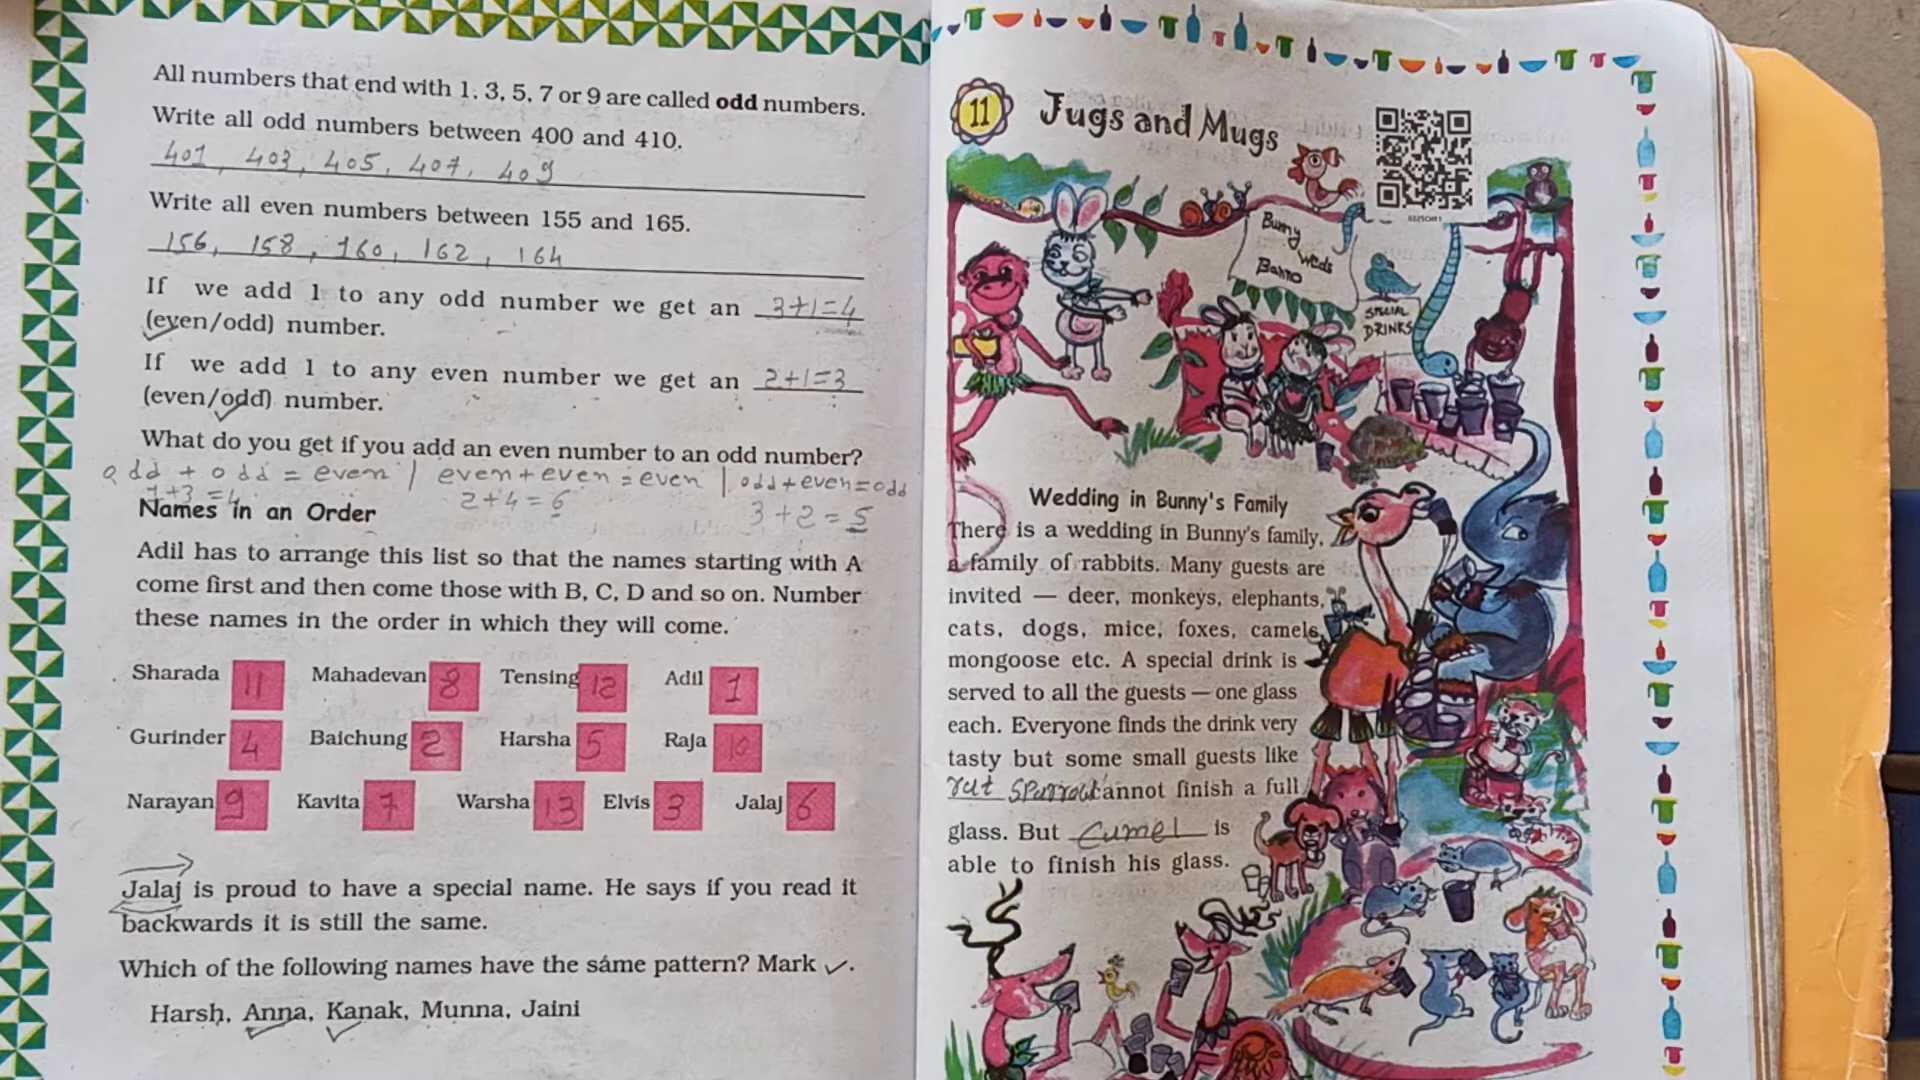 All numbers that end with 1, 3, 5, 7 or 9 are called odd numbers.
Write all odd numbers between 400 and 410.
401, 403, 405, 407, 409
Write all even numbers between 155 and 165.
156, 158, 160, 162, 164
If we add 1 to any odd number we get an 3+1=4
(even/odd) number.
If we add 1 to any even number we get an 2+1=3
(even/odd) number.
What do you get if you add an even number to an odd number?
odd + odd = even | even + even = even | odd + even = odd
1+3=4 2+4=6 3+2=5
Names in an Order
Adil has to arrange this list so that the names starting with A
come first and then come those with B, C, D and so on. Number
these names in the order in which they will come.
Sharada 11 Mahadevan 8 Tensing 12 Adil 1
Gurinder 4 Baichung 2 Harsha 5 Raja 10
Narayan 9 Kavita 7 Warsha 13 Elvis 3 Jalaj 6
Jalaj is proud to have a special name. He says if you read it
backwards it is still the same.
Which of the following names have the same pattern? Mark ✓.
Harsh, Anna, Kanak, Munna, Jaini
11 Jugs and Mugs
Bunny
weds
Banno
SPECIAL
DRINKS
Wedding in Bunny's Family
There is a wedding in Bunny's family,
a family of rabbits. Many guests are
invited — deer, monkeys, elephants,
cats, dogs, mice, foxes, camels,
mongoose etc. A special drink is
served to all the guests — one glass
each. Everyone finds the drink very
tasty but some small guests like
cannot finish a full
glass. But camel is
able to finish his glass.